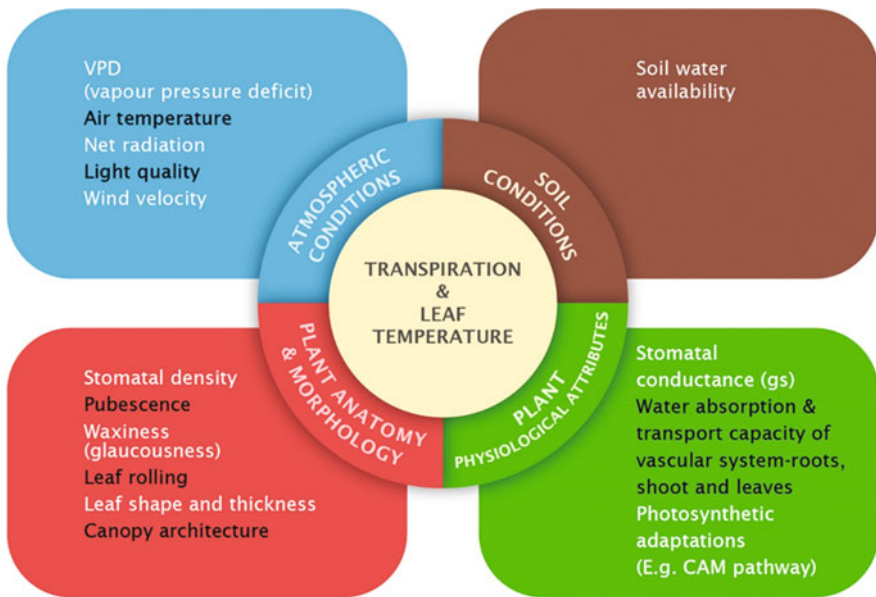 VPD
(vapour pressure deficit)
Air temperature
Net radiation
Light quality
Wind velocity
Soil water
availability
ATMOSPHERIC
CONDITIONS
SOIL
CONDITIONS
TRANSPIRATION
&
LEAF
TEMPERATURE
PLANT ANATOMY
& MORPHOLOGY
PLANT
PHYSIOLOGICAL ATTRIBUTES
Stomatal density
Pubescence
Waxiness
(glaucousness)
Leaf rolling
Leaf shape and thickness
Canopy architecture
Stomatal
conductance (gs)
Water absorption &
transport capacity of
vascular system-roots,
shoot and leaves
Photosynthetic
adaptations
(E.g. CAM pathway)